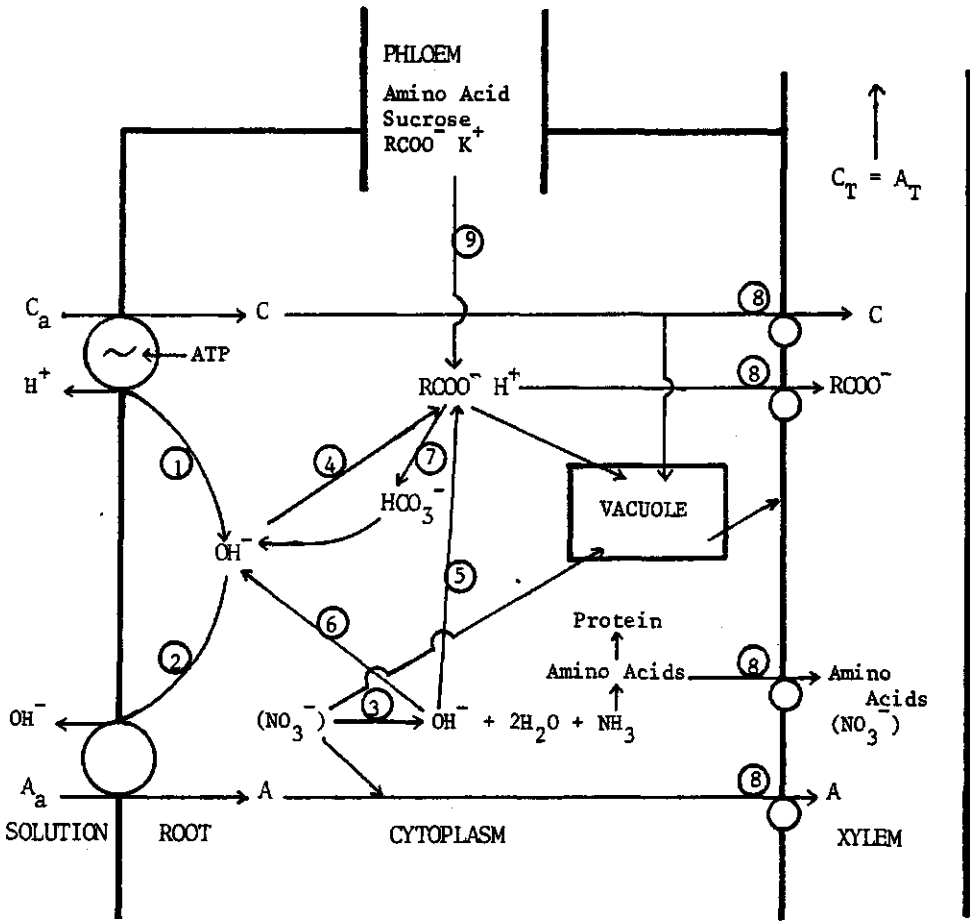 PHLOEM
Amino Acid
Sucrose
RCOO⁻ K⁺
C_T = A_T
9
C_a
C
8
C
~
ATP
H⁺
RCOO⁻ H⁺
8
RCOO⁻
1
4
7
HCO₃⁻
VACUOLE
OH⁻
5
6
Protein
2
Amino Acids
8
Amino
Acids
(NO₃⁻)
OH⁻
(NO₃⁻)
3
OH⁻ + 2H₂O + NH₃
A_a
A
8
A
SOLUTION
ROOT
CYTOPLASM
XYLEM